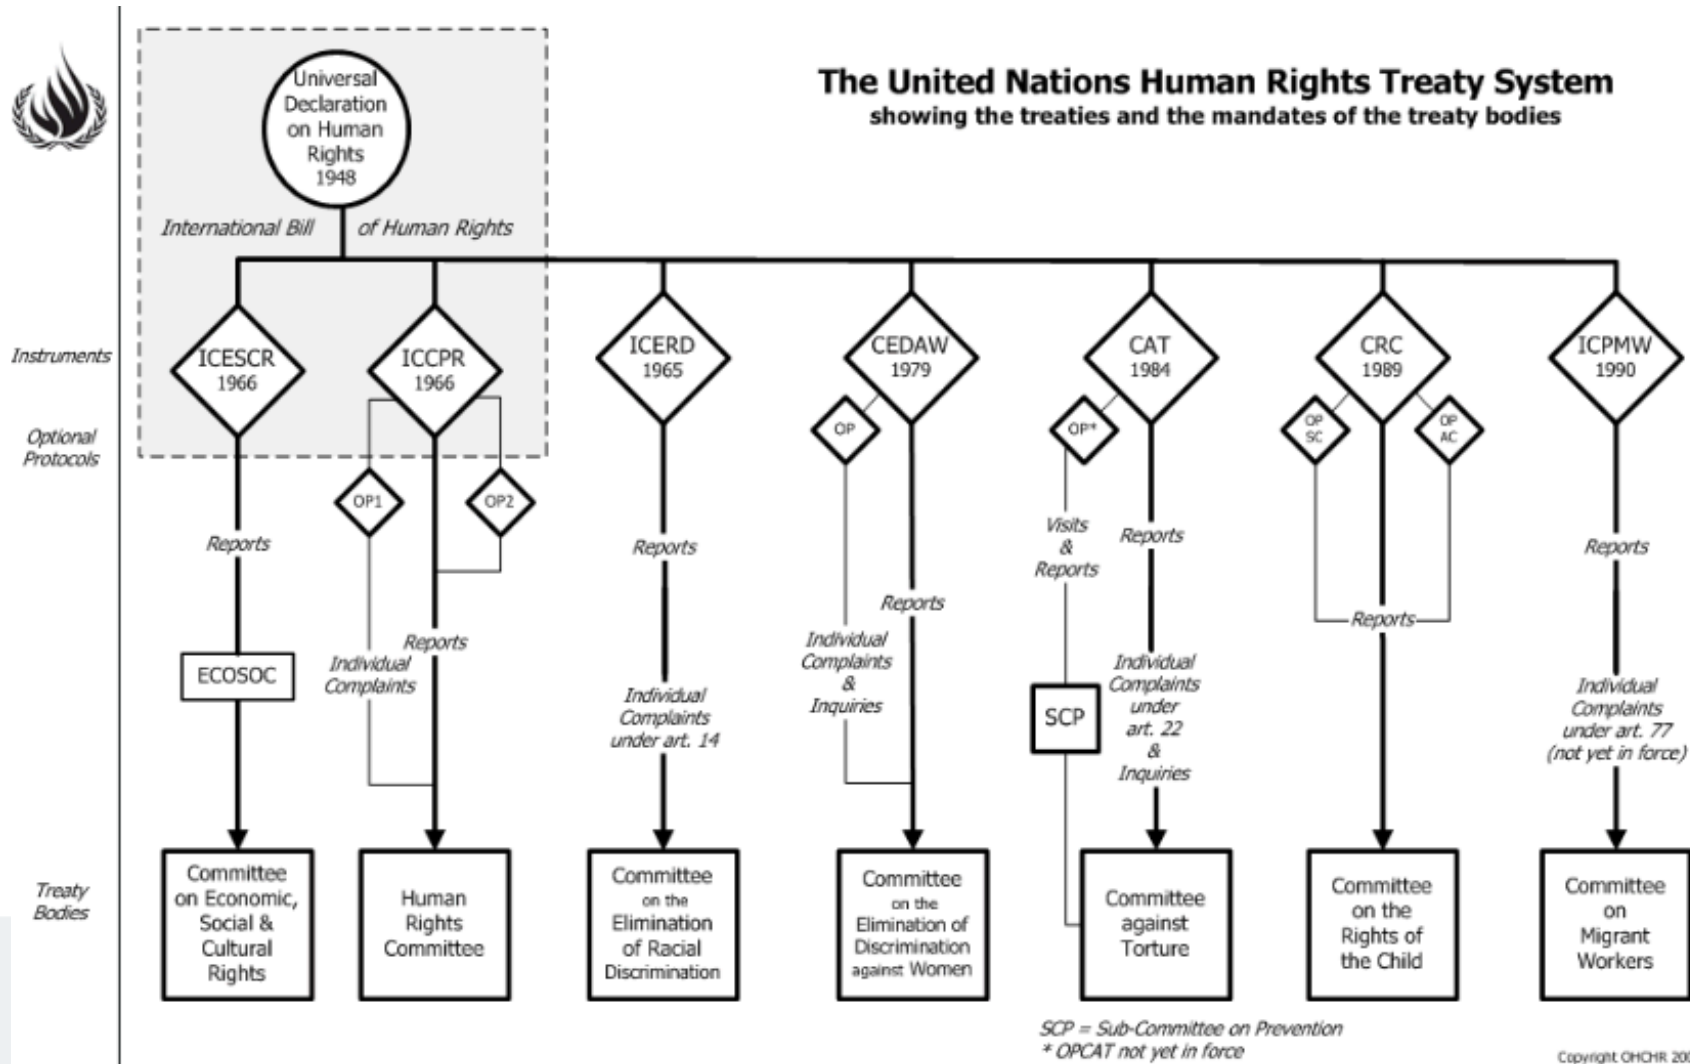 The United Nations Human Rights Treaty System
showing the treaties and the mandates of the treaty bodies
Universal
Declaration
on Human
Rights
1948
International Bill of Human Rights
Instruments
ICESCR
1966
ICCPR
1966
ICERD
1965
CEDAW
1979
CAT
1984
CRC
1989
ICPMW
1990
Optional
Protocols
OP1
OP2
OP
OP*
OP
SC
OP
AC
Reports
ECOSOC
Individual
Complaints
Reports
Reports
Individual
Complaints
under art. 14
Individual
Complaints
&
Inquiries
Reports
Visits
&
Reports
SCP
Reports
Individual
Complaints
under
art. 22
&
Inquiries
Reports
Reports
Individual
Complaints
under art. 77
(not yet in force)
Treaty
Bodies
Committee
on Economic,
Social &
Cultural
Rights
Human
Rights
Committee
Committee
on the
Elimination
of Racial
Discrimination
Committee
on the
Elimination of
Discrimination
against Women
Committee
against
Torture
Committee
on the
Rights of
the Child
Committee
on
Migrant
Workers
SCP = Sub-Committee on Prevention
* OPCAT not yet in force
Copyright OHCHR